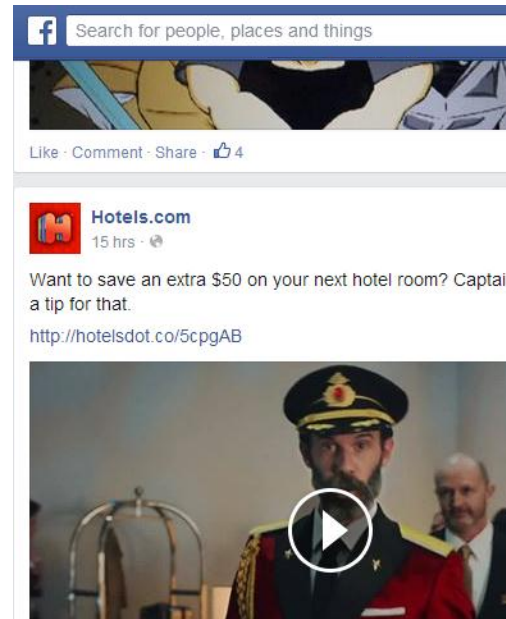 f
Search for people, places and things
Like · Comment · Share · 4
Hotels.com
15 hrs ·
Want to save an extra $50 on your next hotel room? Captai
a tip for that.
http://hotelsdot.co/5cpgAB